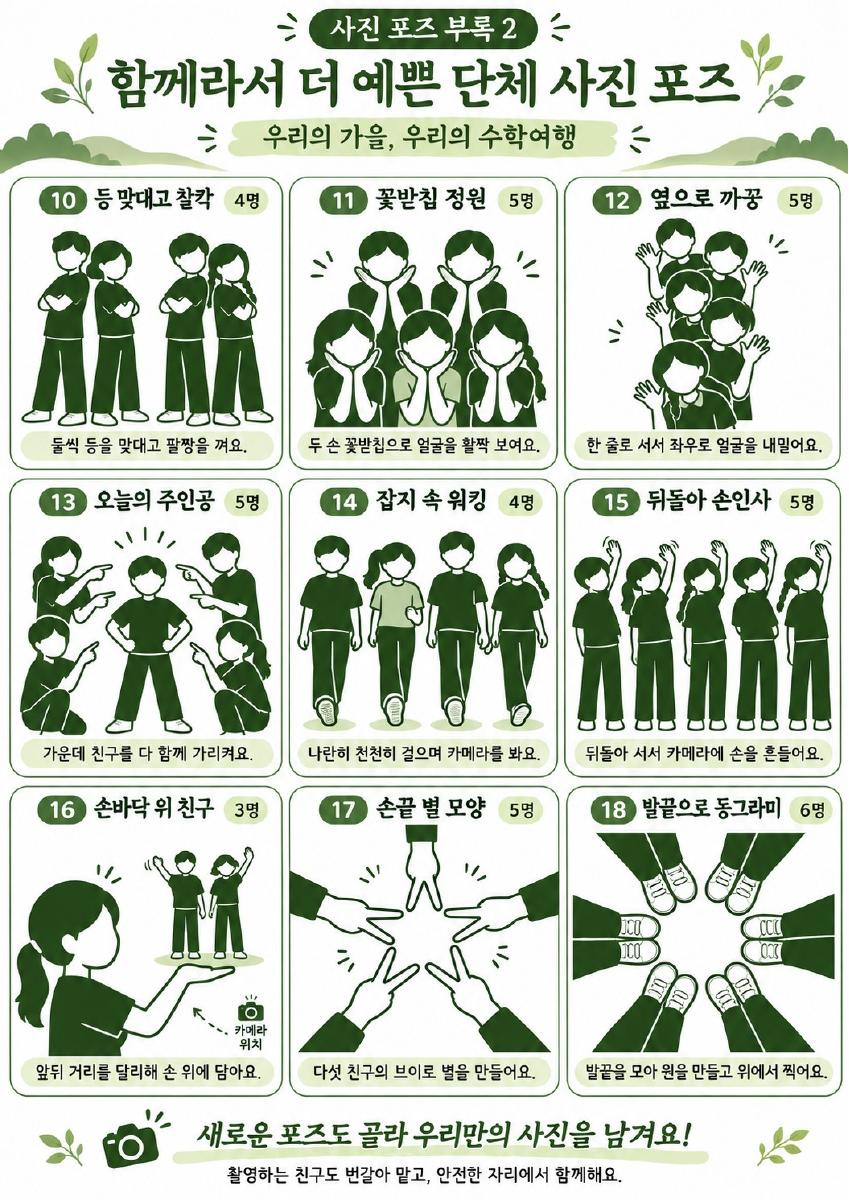 사진 포즈 부록 2
함께라서 더 예쁜 단체 사진 포즈
우리의 가을, 우리의 수학여행
10 등 맞대고 찰칵 4명
둘씩 등을 맞대고 팔짱을 껴요.
11 꽃받침 정원 5명
두 손 꽃받침으로 얼굴을 활짝 보여요.
12 옆으로 까꿍 5명
한 줄로 서서 좌우로 얼굴을 내밀어요.
13 오늘의 주인공 5명
가운데 친구를 다 함께 가리켜요.
14 잡지 속 워킹 4명
나란히 천천히 걸으며 카메라를 봐요.
15 뒤돌아 손인사 5명
뒤돌아 서서 카메라에 손을 흔들어요.
16 손바닥 위 친구 3명
카메라
위치
앞뒤 거리를 달리해 손 위에 담아요.
17 손끝 별 모양 5명
다섯 친구의 브이로 별을 만들어요.
18 발끝으로 동그라미 6명
발끝을 모아 원을 만들고 위에서 찍어요.
새로운 포즈도 골라 우리만의 사진을 남겨요!
촬영하는 친구도 번갈아 맡고, 안전한 자리에서 함께해요.